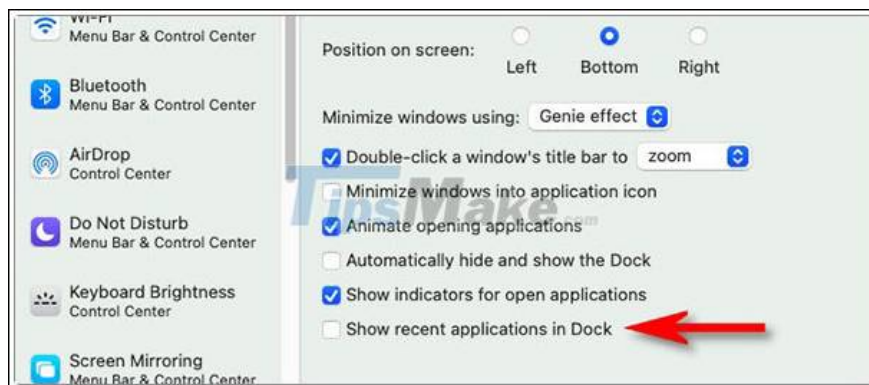 Wi-Fi
Menu Bar & Control Center
Bluetooth
Menu Bar & Control Center
AirDrop
Control Center
Do Not Disturb
Menu Bar & Control Center
Keyboard Brightness
Control Center
Screen Mirroring
Menu Bar & Control Center
Position on screen:
Left Bottom Right
Minimize windows using: Genie effect
Double-click a window's title bar to zoom
Minimize windows into application icon
TipsMake.com
Animate opening applications
Automatically hide and show the Dock
Show indicators for open applications
Show recent applications in Dock